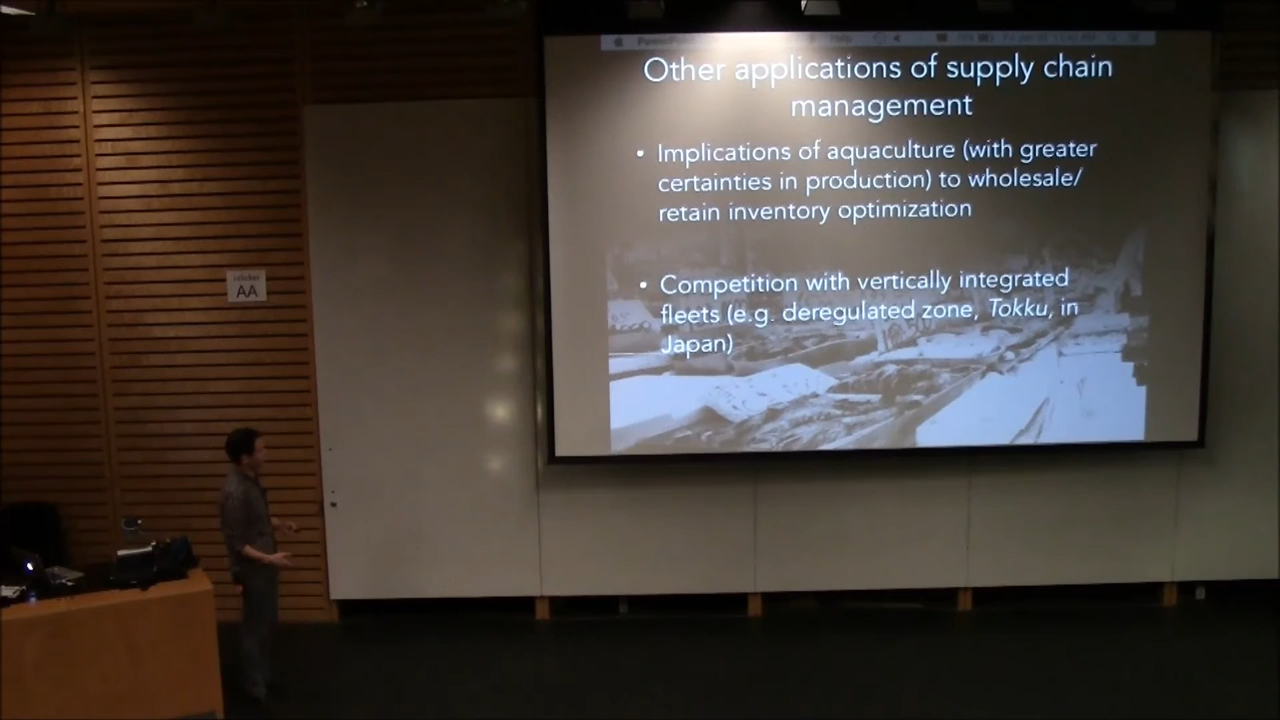 Help
Other applications of supply chain
management
• Implications of aquaculture (with greater
certainties in production) to wholesale/
retain inventory optimization
• Competition with vertically integrated
fleets (e.g. deregulated zone, Tokku, in
Japan)
AA